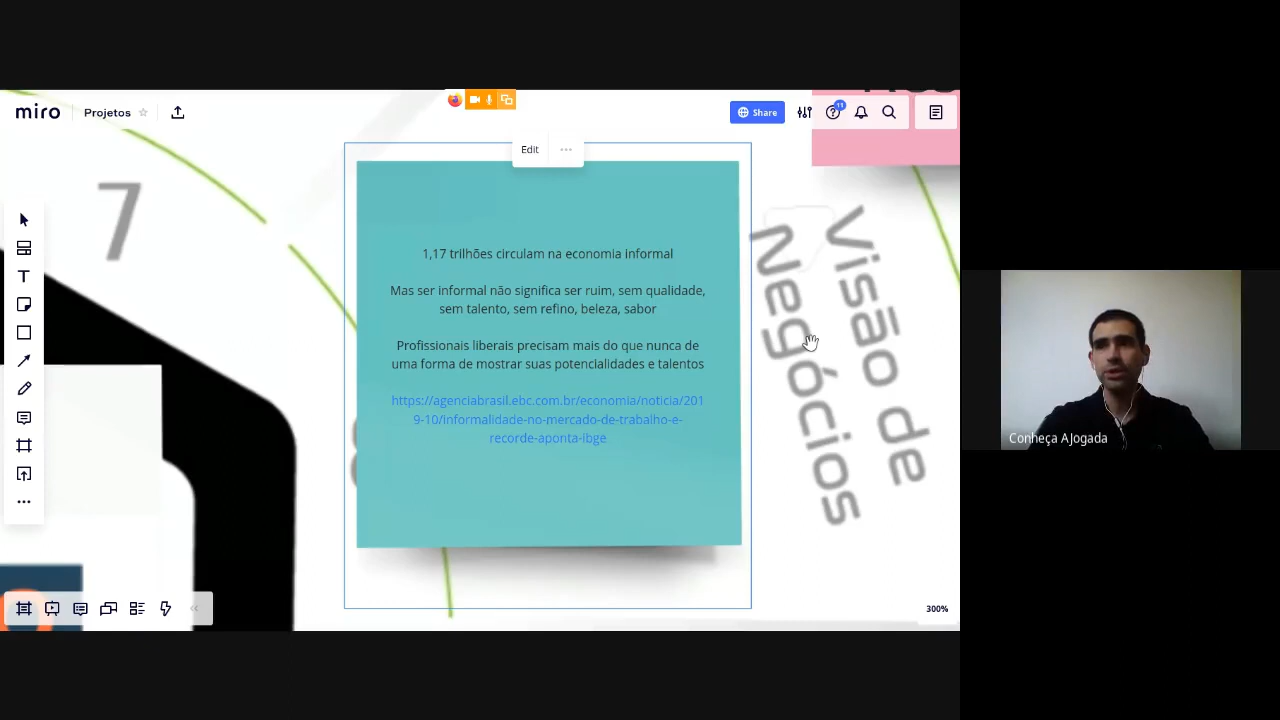 miro
Projetos
Share
11
Edit
7
1,17 trilhões circulam na economia informal
Mas ser informal não significa ser ruim, sem qualidade,
sem talento, sem refino, beleza, sabor
Profissionais liberais precisam mais do que nunca de
uma forma de mostrar suas potencialidades e talentos
https://agenciabrasil.ebc.com.br/economia/noticia/201
9-10/informalidade-no-mercado-de-trabalho-e-
recorde-aponta-ibge
Visão de
Negócios
Conheça AJogada
300%